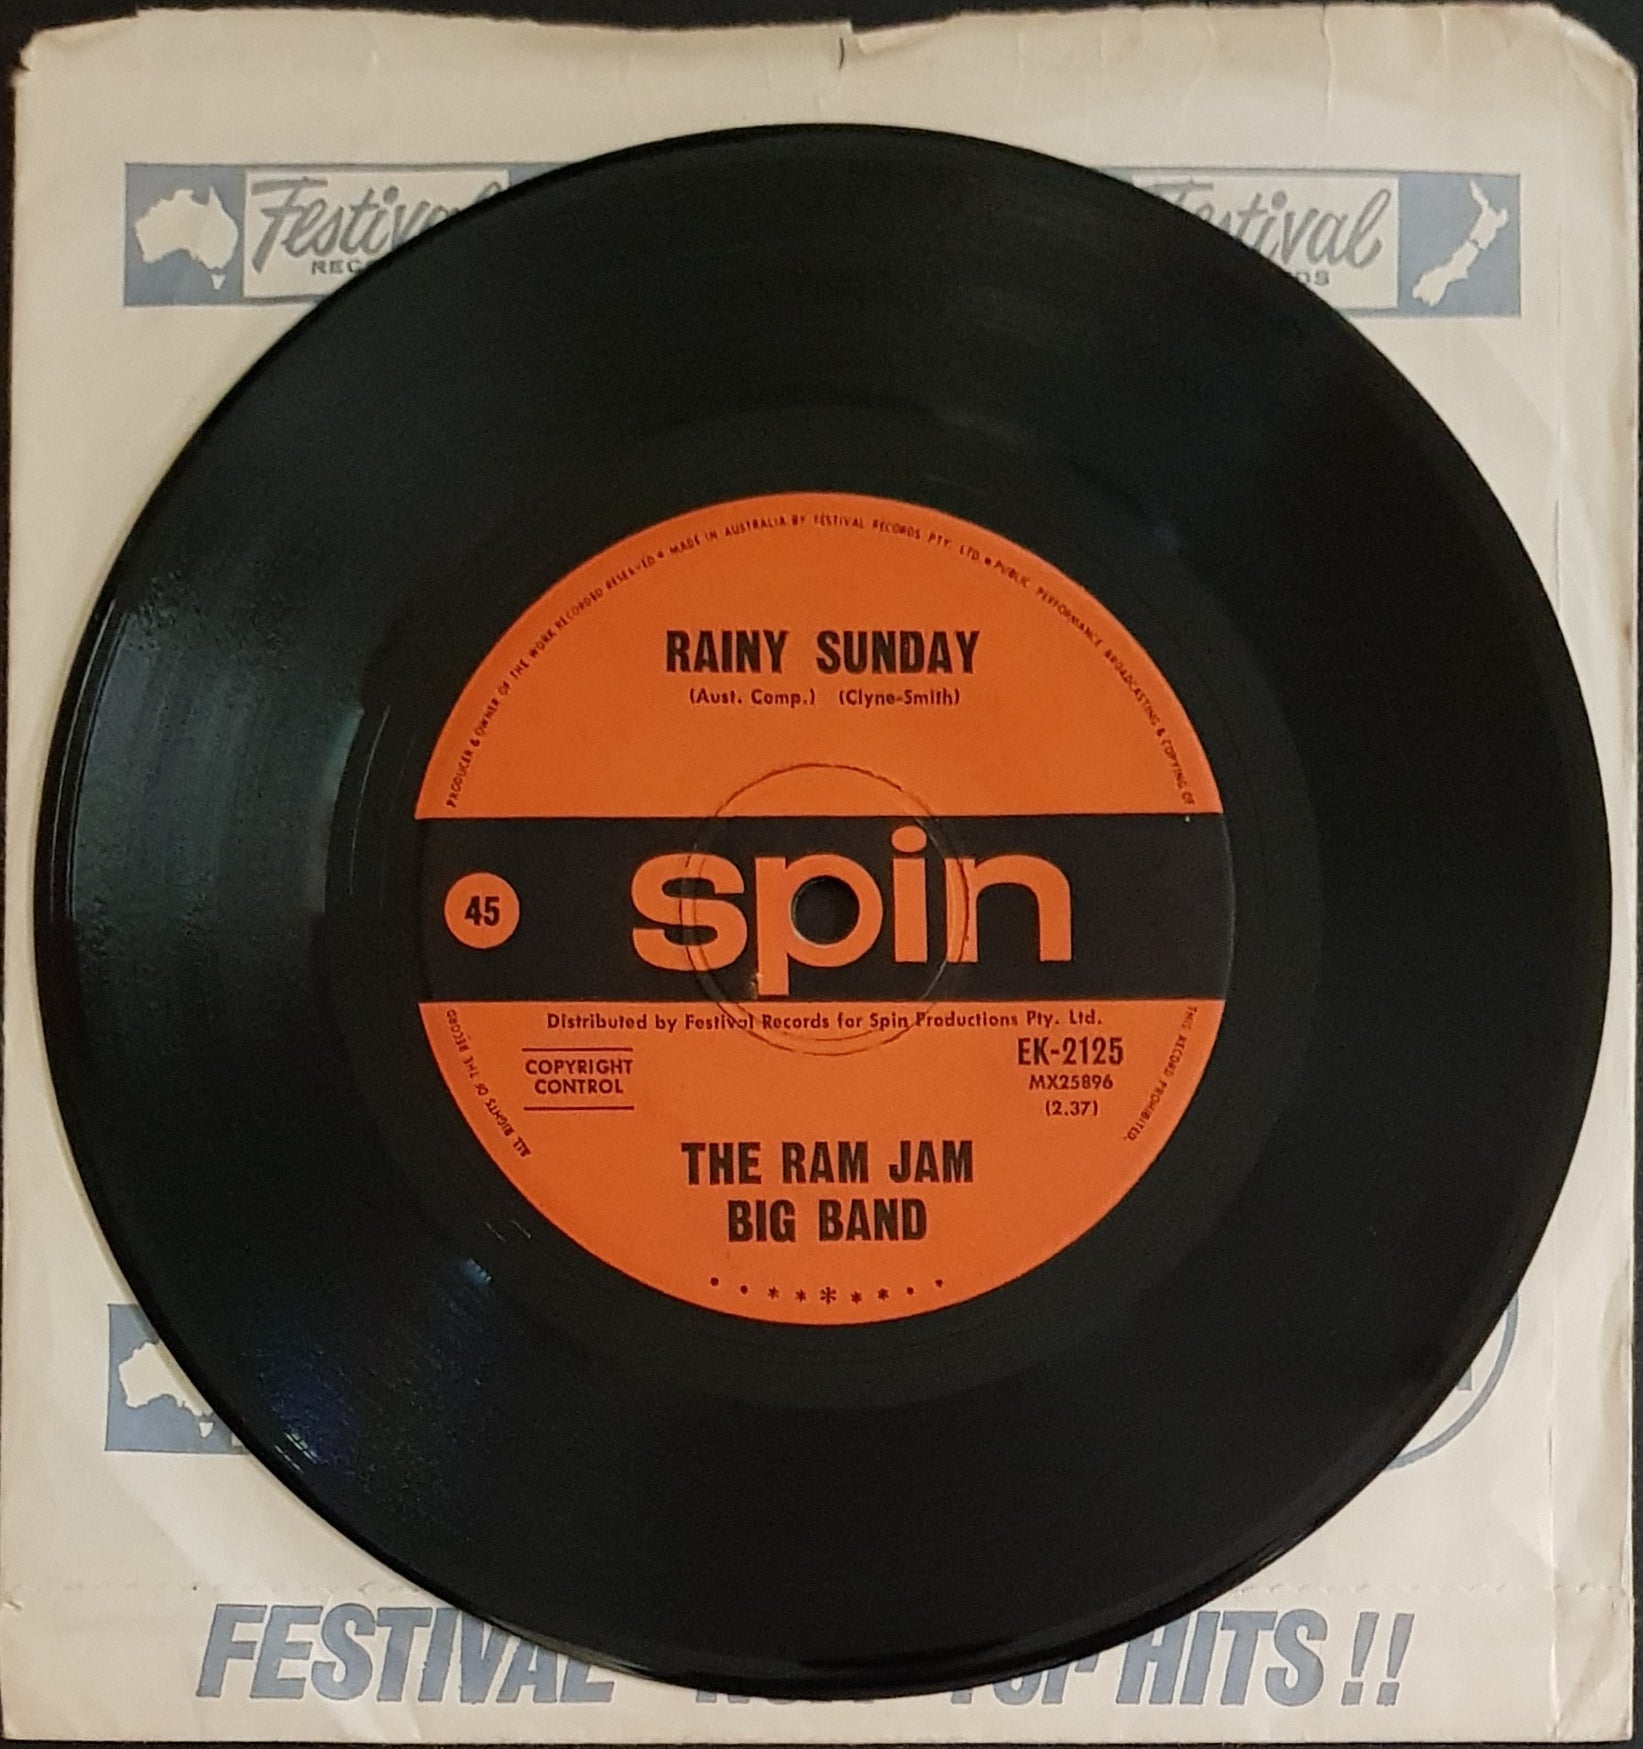 Festival
RECORDS
Festival
PRODUCER & OWNER OF THE WORK RECORDED RESERVED • MADE IN AUSTRALIA BY FESTIVAL RECORDS PTY. LTD. • PUBLIC PERFORMANCE BROADCASTING & COPYING OF
RAINY SUNDAY
(Aust. Comp.) (Clyne-Smith)
45
spin
Distributed by Festival Records for Spin Productions Pty. Ltd.
COPYRIGHT
CONTROL
EK-2125
MX25896
(2.37)
THE RAM JAM
BIG BAND
ALL RIGHTS OF THE RECORD
THIS RECORD PROHIBITED.
FESTIVAL TOP HITS!!